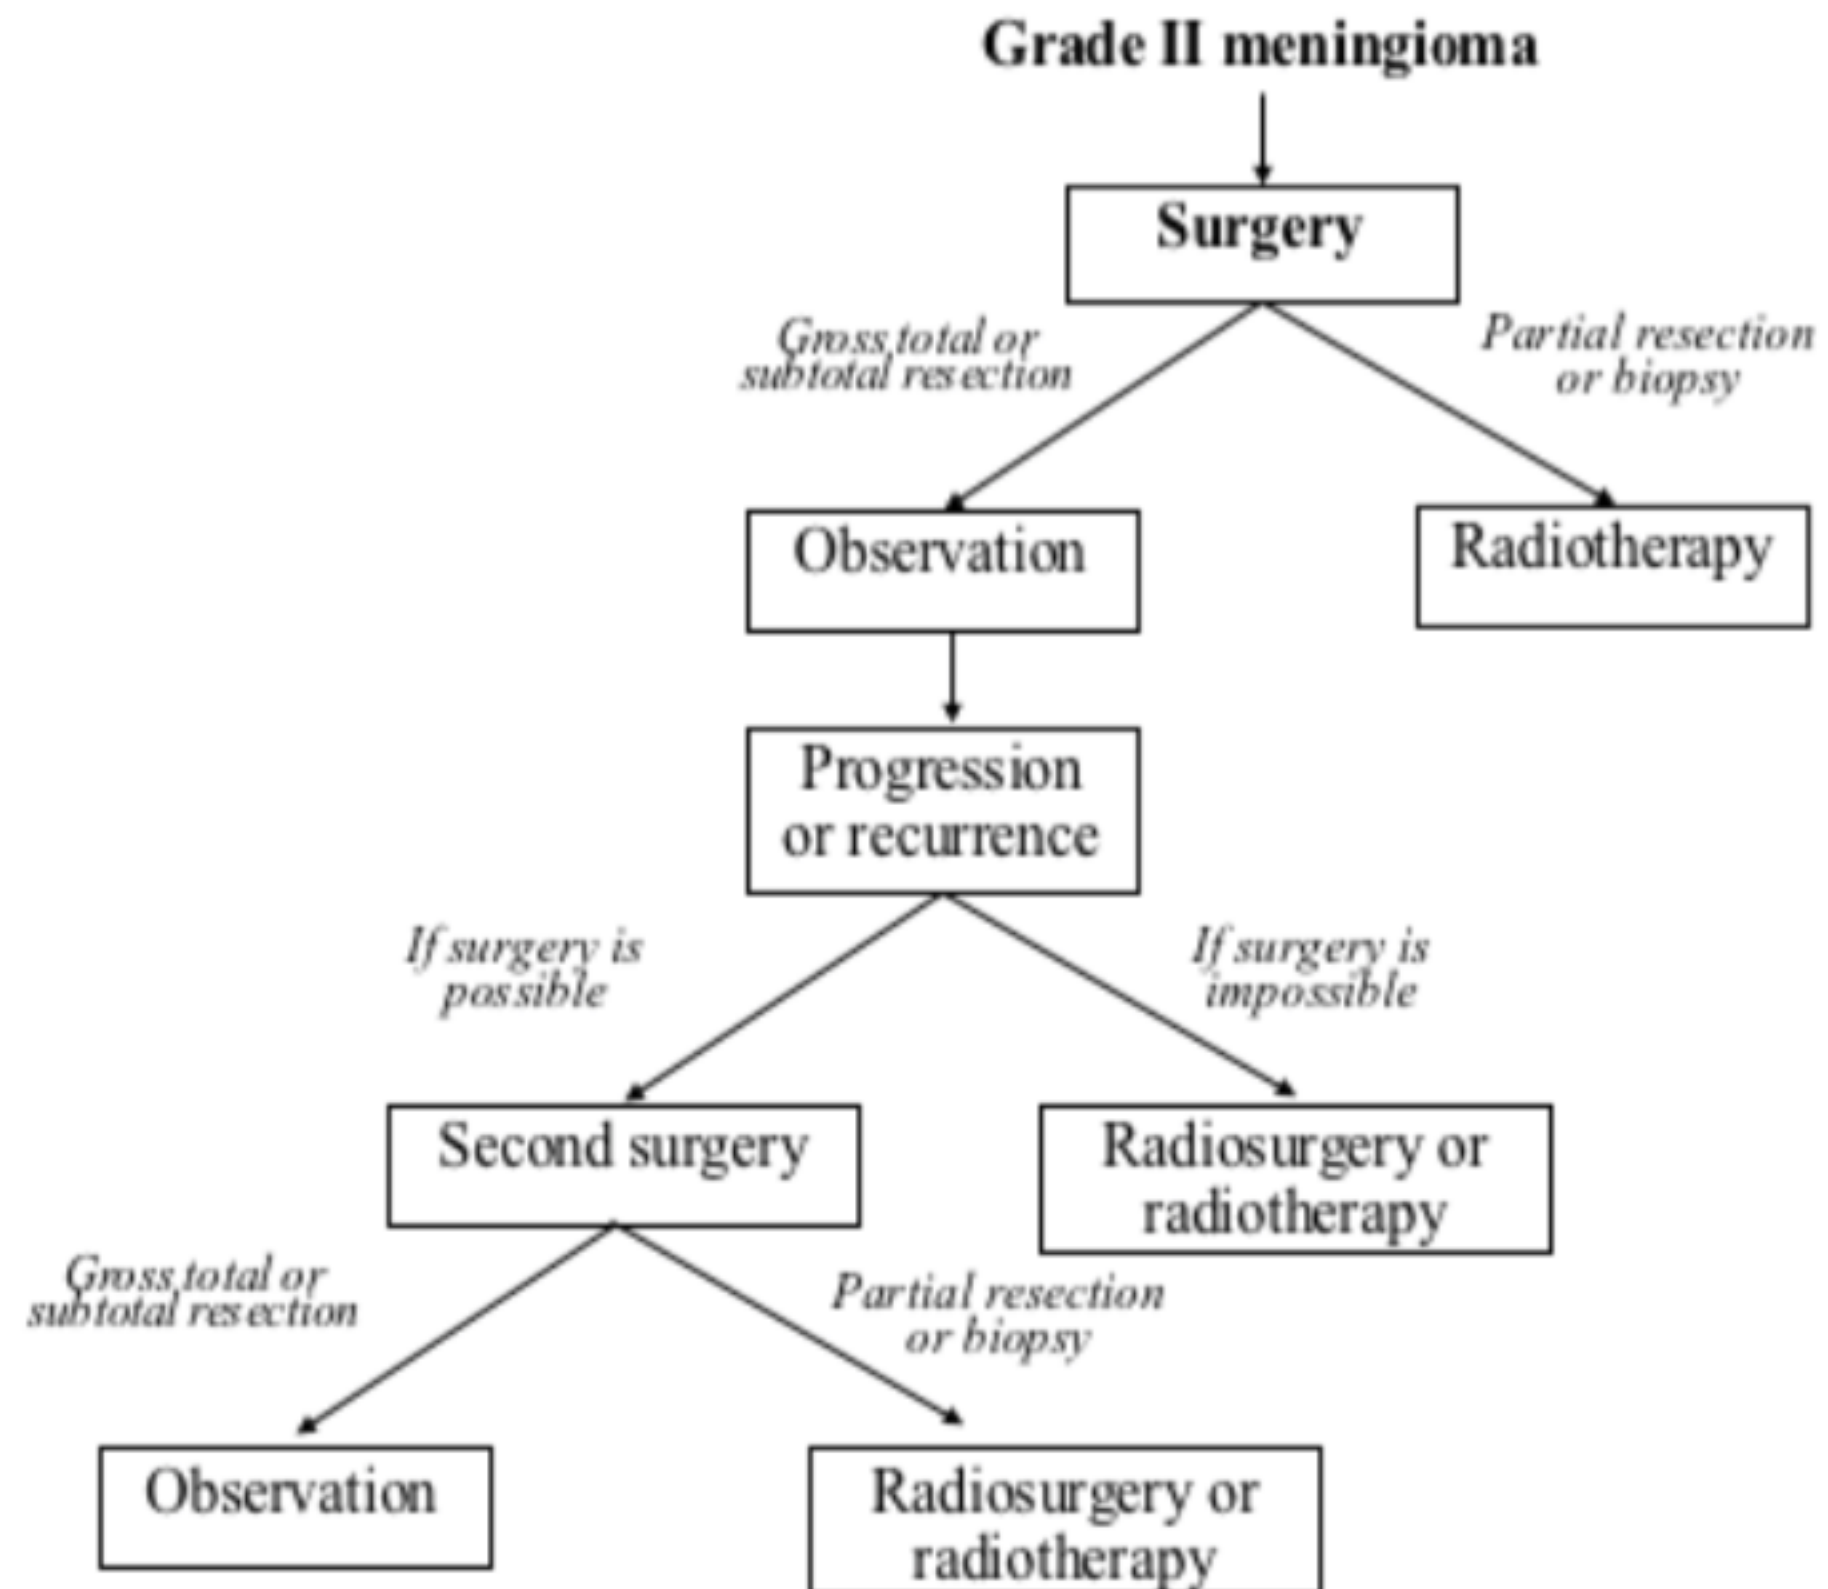 Grade II meningioma
Surgery
Gross total or
subtotal resection
Partial resection
or biopsy
Observation
Radiotherapy
Progression
or recurrence
If surgery is
possible
If surgery is
impossible
Second surgery
Radiosurgery or
radiotherapy
Gross total or
subtotal resection
Partial resection
or biopsy
Observation
Radiosurgery or
radiotherapy